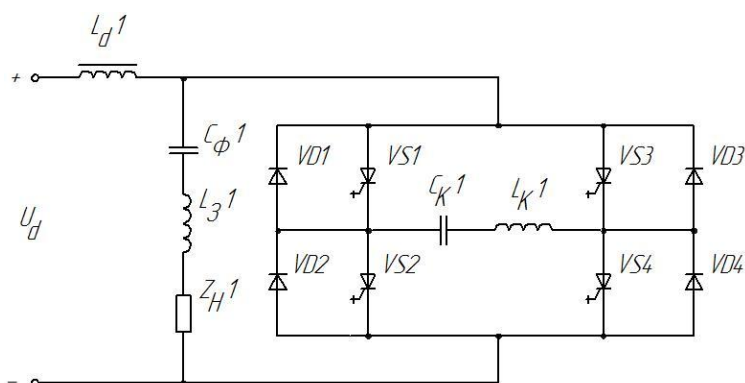 L_d 1
+
C_Ф 1
VD1
VS1
VS3
VD3
C_K 1
L_K 1
L_З 1
U_d
VD2
VS2
VS4
VD4
Z_Н 1
−